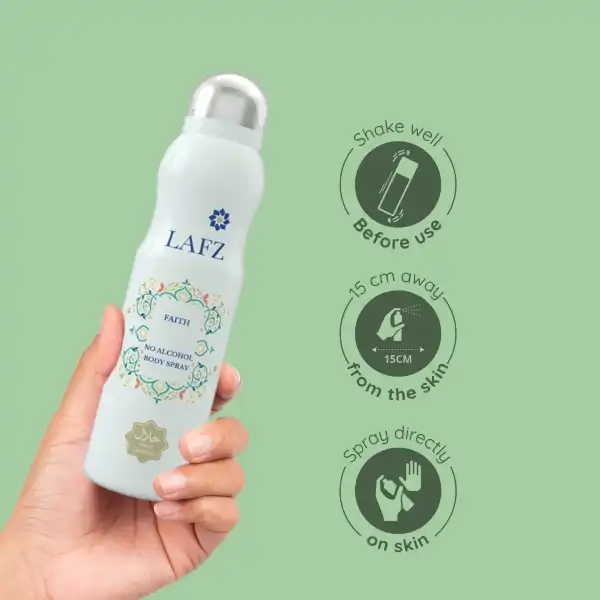 LAFZ
FAITH
NO ALCOHOL
BODY SPRAY
حلال
Shake well
Before use
15 cm away
15CM
from the skin
Spray directly
on skin